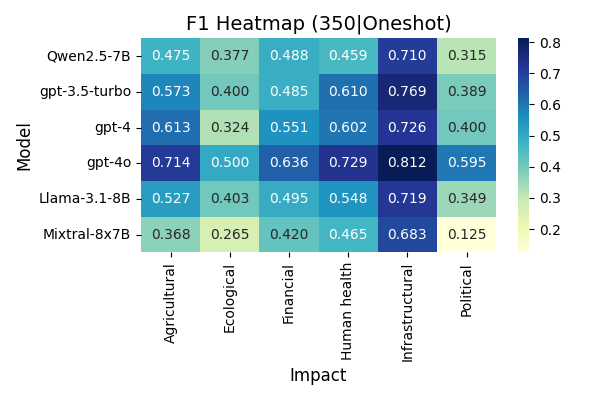 F1 Heatmap (350|Oneshot)
Model
Qwen2.5-7B 0.475 0.377 0.488 0.459 0.710 0.315
gpt-3.5-turbo 0.573 0.400 0.485 0.610 0.769 0.389
gpt-4 0.613 0.324 0.551 0.602 0.726 0.400
gpt-4o 0.714 0.500 0.636 0.729 0.812 0.595
Llama-3.1-8B 0.527 0.403 0.495 0.548 0.719 0.349
Mixtral-8x7B 0.368 0.265 0.420 0.465 0.683 0.125
Agricultural
Ecological
Financial
Human health
Infrastructural
Political
Impact
0.8
0.7
0.6
0.5
0.4
0.3
0.2